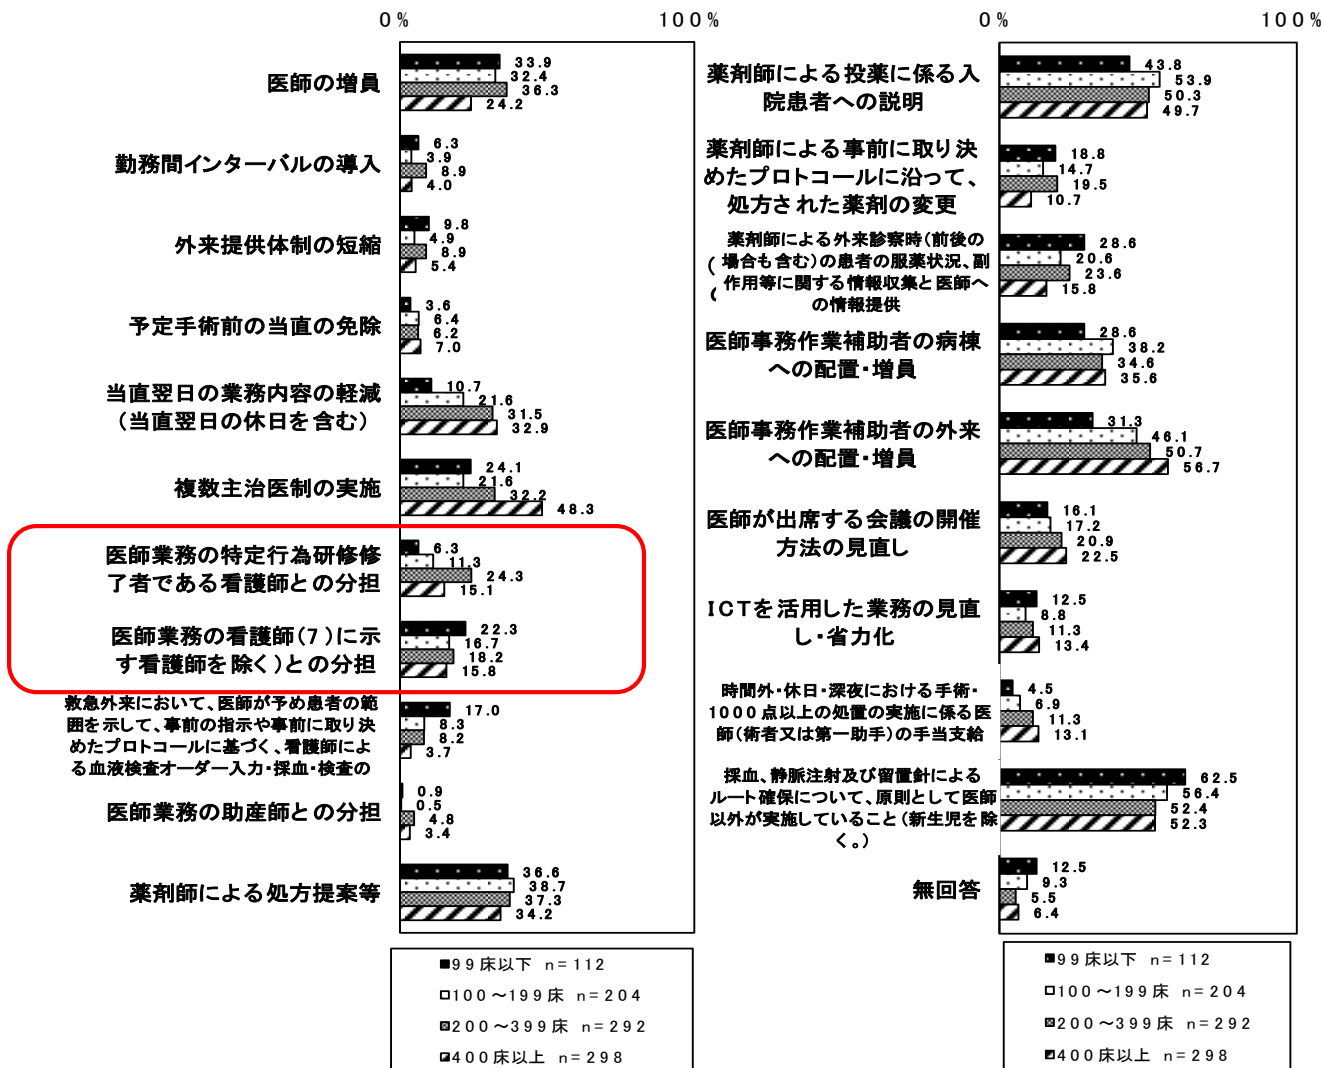 0%
100%
医師の増員
33.9
32.4
36.3
24.2
勤務間インターバルの導入
6.3
3.9
8.9
4.0
外来提供体制の短縮
9.8
4.9
8.9
5.4
予定手術前の当直の免除
3.6
6.4
6.2
7.0
当直翌日の業務内容の軽減
(当直翌日の休日を含む)
10.7
21.6
31.5
32.9
複数主治医制の実施
24.1
21.6
32.2
48.3
医師業務の特定行為研修修
了者である看護師との分担
6.3
11.3
24.3
15.1
医師業務の看護師(7)に示
す看護師を除く)との分担
22.3
16.7
18.2
15.8
救急外来において、医師が予め患者の範
囲を示して、事前の指示や事前に取り決
めたプロトコールに基づく、看護師によ
る血液検査オーダー入力・採血・検査の
17.0
8.3
8.2
3.7
医師業務の助産師との分担
0.9
0.5
4.8
3.4
薬剤師による処方提案等
36.6
38.7
37.3
34.2
99床以下 n=112
100～199床 n=204
200～399床 n=292
400床以上 n=298
0%
100%
薬剤師による投薬に係る入
院患者への説明
43.8
53.9
50.3
49.7
薬剤師による事前に取り決
めたプロトコールに沿って、
処方された薬剤の変更
18.8
14.7
19.5
10.7
薬剤師による外来診察時(前後の
場合も含む)の患者の服薬状況、副
作用等に関する情報収集と医師へ
の情報提供
28.6
20.6
23.6
15.8
医師事務作業補助者の病棟
への配置・増員
28.6
38.2
34.6
35.6
医師事務作業補助者の外来
への配置・増員
31.3
46.1
50.7
56.7
医師が出席する会議の開催
方法の見直し
16.1
17.2
20.9
22.5
ICTを活用した業務の見直
し・省力化
12.5
8.8
11.3
13.4
時間外・休日・深夜における手術・
1000点以上の処置の実施に係る医
師(術者又は第一助手)の手当支給
4.5
6.9
11.3
13.1
採血、静脈注射及び留置針による
ルート確保について、原則として医師
以外が実施していること(新生児を除
く。)
62.5
56.4
52.4
52.3
無回答
12.5
9.3
5.5
6.4
99床以下 n=112
100～199床 n=204
200～399床 n=292
400床以上 n=298